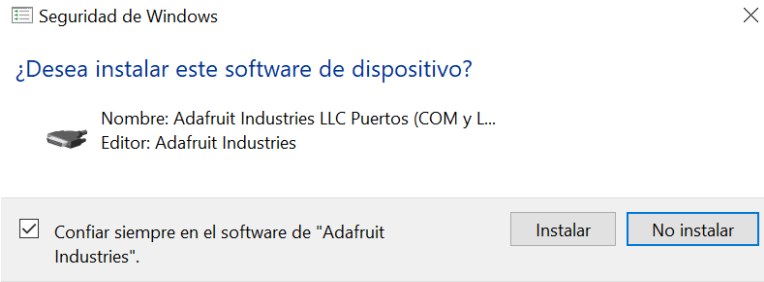 Seguridad de Windows
¿Desea instalar este software de dispositivo?
Nombre: Adafruit Industries LLC Puertos (COM y L...
Editor: Adafruit Industries
Confiar siempre en el software de "Adafruit
Industries".
Instalar
No instalar